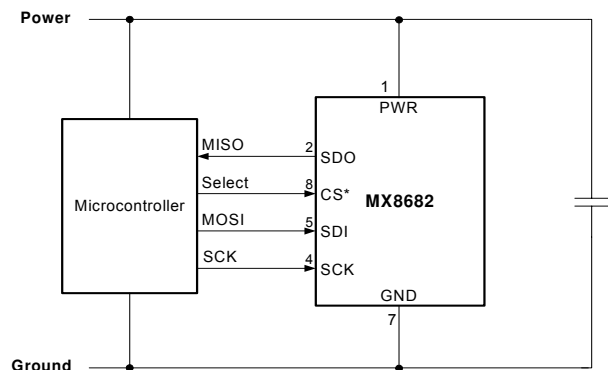 Power
1
PWR
MISO
2
SDO
Select
8
CS*
Microcontroller
MX8682
MOSI
5
SDI
SCK
4
SCK
GND
7
Ground